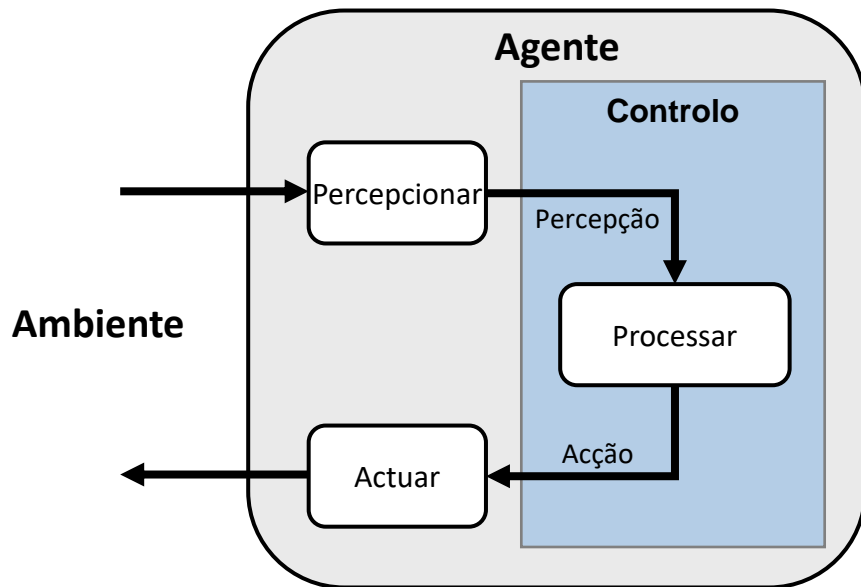 Agente
Controlo
Percepcionar
Percepção
Ambiente
Processar
Acção
Actuar